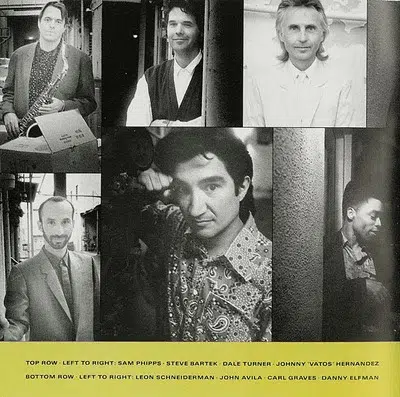 TOP ROW · LEFT TO RIGHT: SAM PHIPPS · STEVE BARTEK · DALE TURNER · JOHNNY 'VATOS' HERNANDEZ
BOTTOM ROW · LEFT TO RIGHT: LEON SCHNEIDERMAN · JOHN AVILA · CARL GRAVES · DANNY ELFMAN